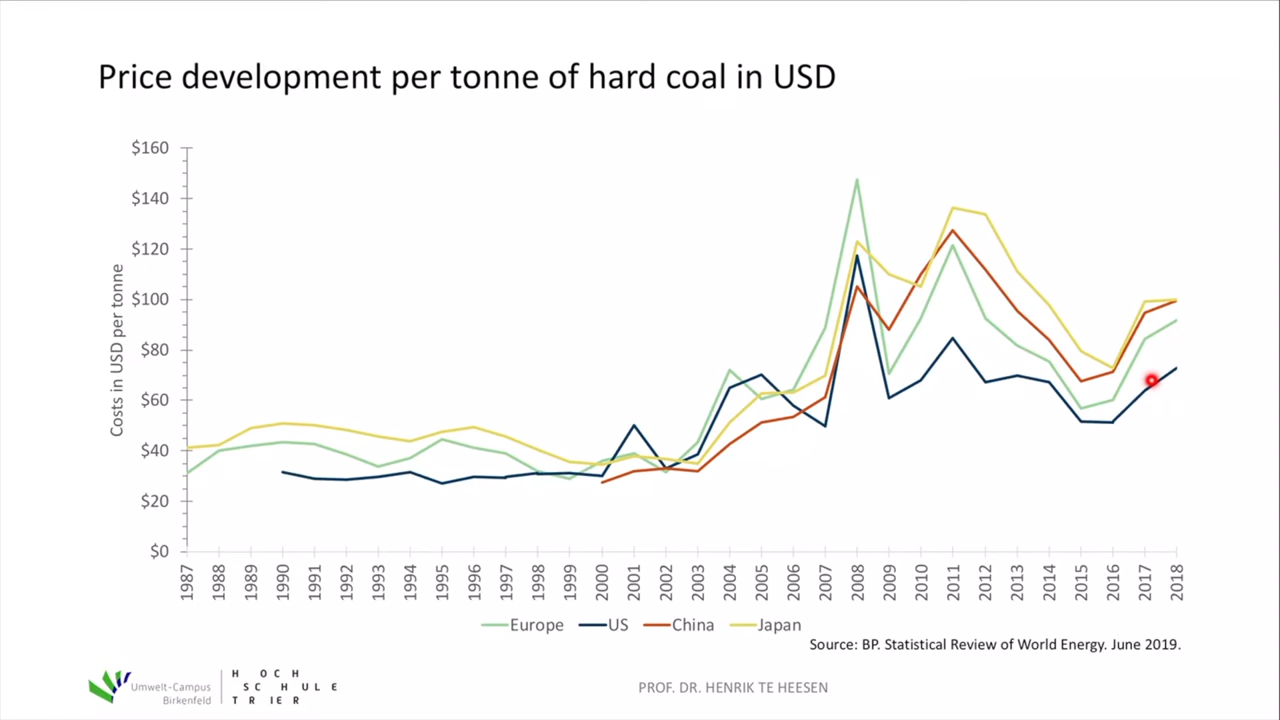 Price development per tonne of hard coal in USD
Costs in USD per tonne
$160
$140
$120
$100
$80
$60
$40
$20
$0
1987 1988 1989 1990 1991 1992 1993 1994 1995 1996 1997 1998 1999 2000 2001 2002 2003 2004 2005 2006 2007 2008 2009 2010 2011 2012 2013 2014 2015 2016 2017 2018
Europe US China Japan
Source: BP. Statistical Review of World Energy. June 2019.
Umwelt-Campus
Birkenfeld
H O C H
S C H U L E
T R I E R
PROF. DR. HENRIK TE HEESEN